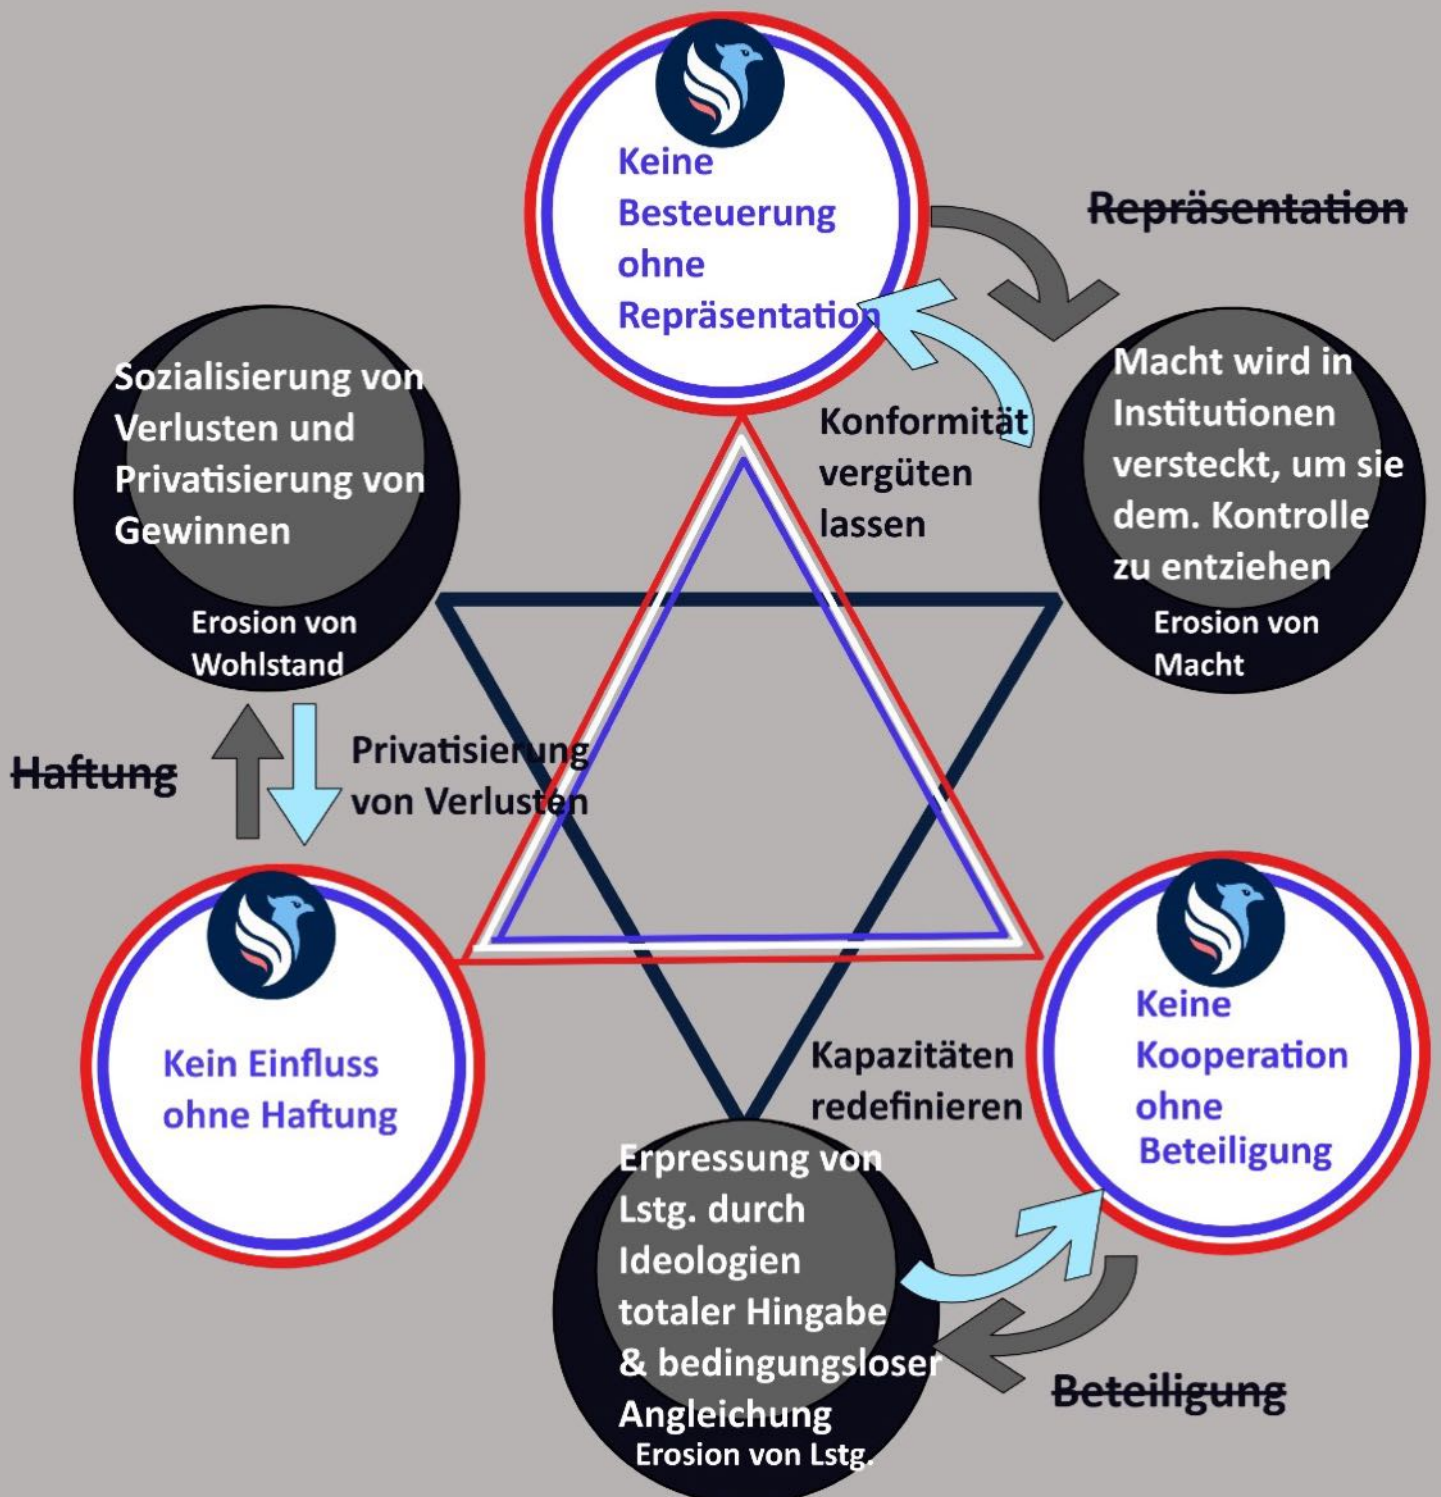 Keine
Besteuerung
ohne
Repräsentation
Repräsentation
Macht wird in
Institutionen
versteckt, um sie
dem. Kontrolle
zu entziehen
Erosion von
Macht
Konformität
vergüten
lassen
Sozialisierung von
Verlusten und
Privatisierung von
Gewinnen
Erosion von
Wohlstand
Haftung
Privatisierung
von Verlusten
Kein Einfluss
ohne Haftung
Keine
Kooperation
ohne
Beteiligung
Kapazitäten
redefinieren
Erpressung von
Lstg. durch
Ideologien
totaler Hingabe
& bedingungsloser
Angleichung
Erosion von Lstg.
Beteiligung